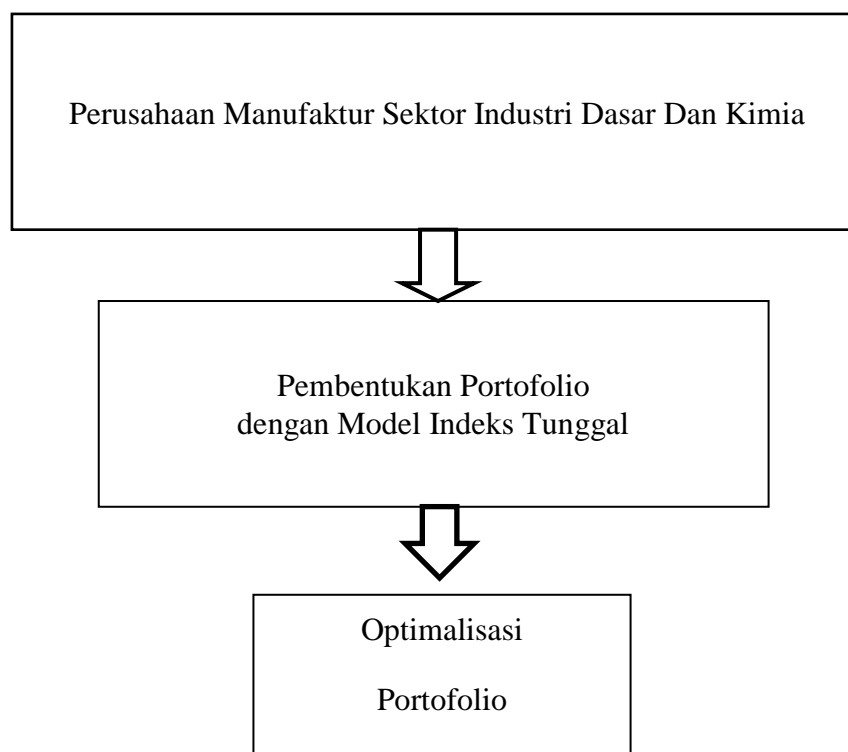 Perusahaan Manufaktur Sektor Industri Dasar Dan Kimia
Pembentukan Portofolio
dengan Model Indeks Tunggal
Optimalisasi
Portofolio